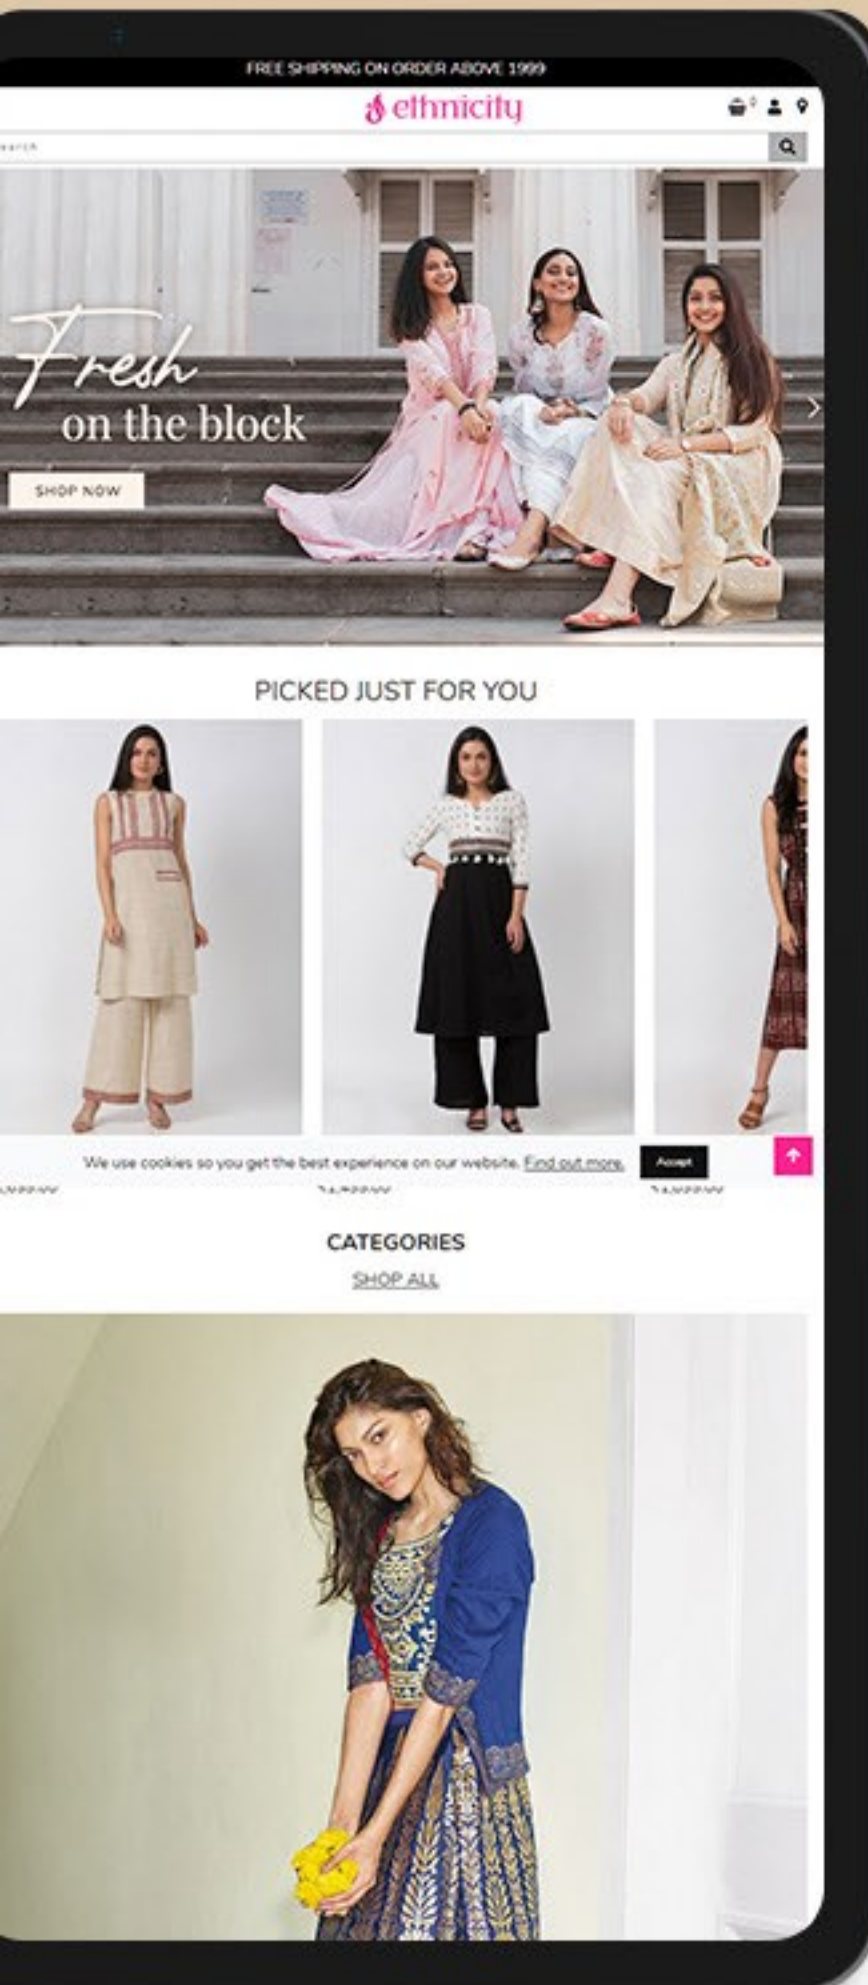 FREE SHIPPING ON ORDER ABOVE 1999
ethnicity
0
Fresh
on the block
SHOP NOW
PICKED JUST FOR YOU
We use cookies so you get the best experience on our website. Find out more. Accept
CATEGORIES
SHOP ALL